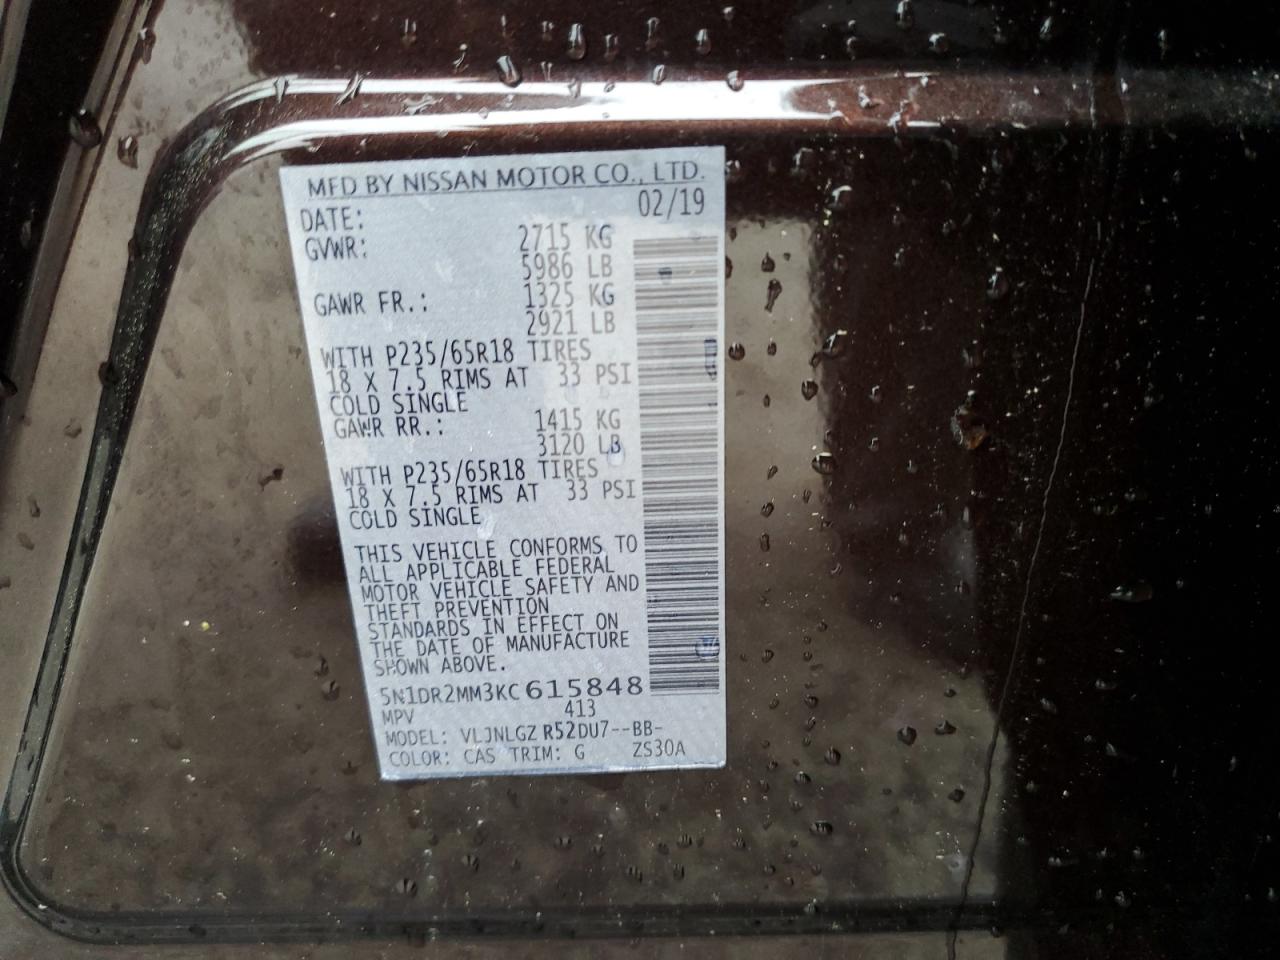 MFD BY NISSAN MOTOR CO., LTD.
DATE: 02/19
GVWR: 2715 KG
5986 LB
GAWR FR.: 1325 KG
2921 LB
WITH P235/65R18 TIRES
18 X 7.5 RIMS AT 33 PSI
COLD SINGLE
GAWR RR.: 1415 KG
3120 LB
WITH P235/65R18 TIRES
18 X 7.5 RIMS AT 33 PSI
COLD SINGLE
THIS VEHICLE CONFORMS TO
ALL APPLICABLE FEDERAL
MOTOR VEHICLE SAFETY AND
THEFT PREVENTION
STANDARDS IN EFFECT ON
THE DATE OF MANUFACTURE
SHOWN ABOVE.
5N1DR2MM3KC615848
MPV 413
MODEL: VLJNLGZ R52DU7--BB-
COLOR: CAS TRIM: G ZS30A